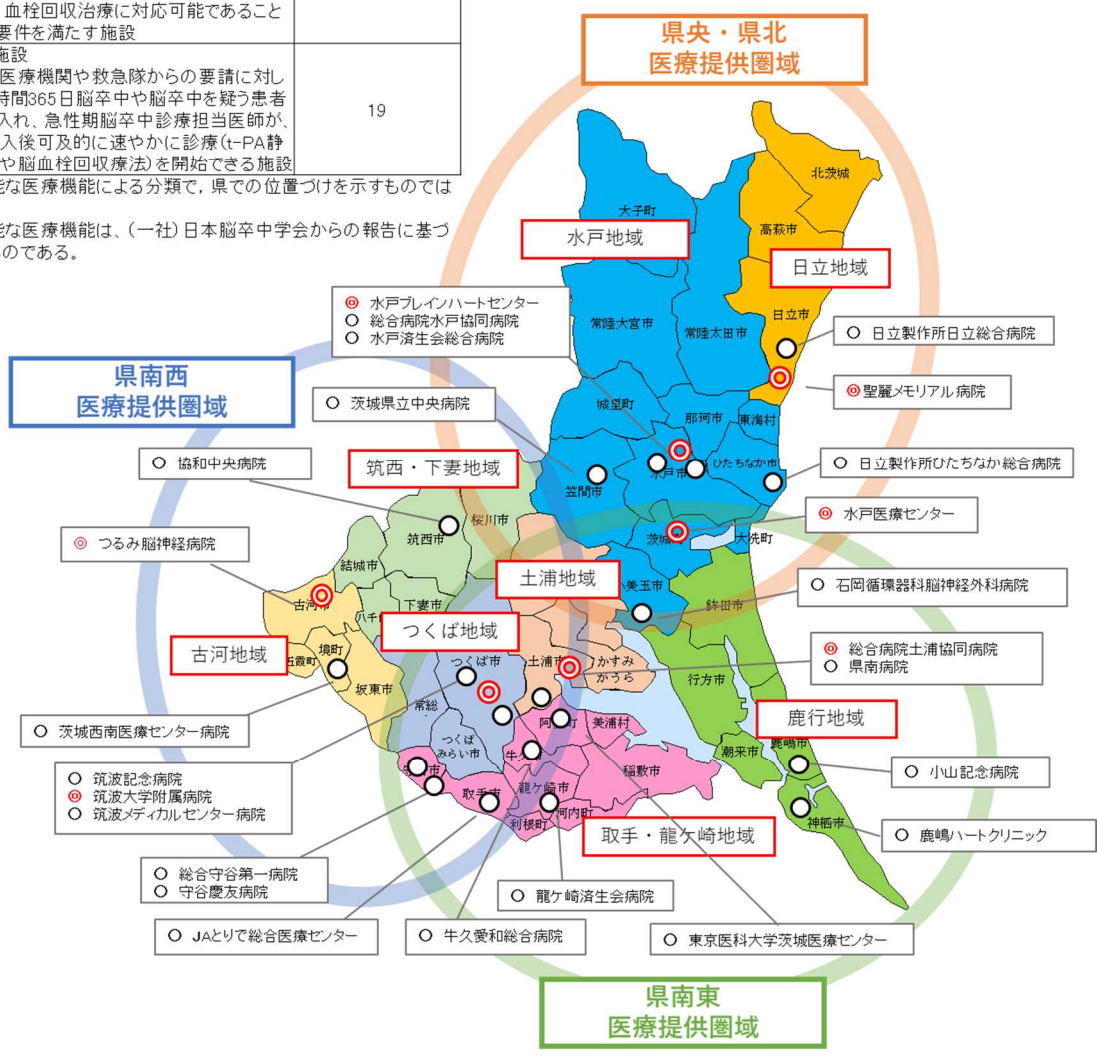 血栓回収治療に対応可能であること
要件を満たす施設
施設
医療機関や救急隊からの要請に対し
時間365日脳卒中や脳卒中を疑う患者
入れ、急性期脳卒中診療担当医師が、
入後可及的に速やかに診療(t-PA静
や脳血栓回収療法)を開始できる施設
19
能な医療機能による分類で，県での位置づけを示すものでは
能な医療機能は、(一社)日本脳卒中学会からの報告に基づ
のである。
県央・県北
医療提供圏域
北茨城
大子町
高萩市
水戸地域
日立地域
◎ 水戸ブレインハートセンター
○ 総合病院水戸協同病院
○ 水戸済生会総合病院
常陸大宮市
常陸太田市
日立市
○ 日立製作所日立総合病院
県南西
医療提供圏域
◎聖麗メモリアル病院
○ 茨城県立中央病院
城里町
那珂市
東海村
○ 協和中央病院
筑西・下妻地域
笠間市
水戸市
ひたちなか市
○ 日立製作所ひたちなか総合病院
◎ 水戸医療センター
桜川市
筑西市
茨城町
大洗町
◎ つるみ脳神経病院
結城市
土浦地域
小美玉市
○ 石岡循環器科脳神経外科病院
古河市
八千代
下妻市
鉾田市
つくば地域
◎ 総合病院土浦協同病院
○ 県南病院
古河地域
五霞町
境町
つくば市
土浦市
かすみ
がうら
行方市
坂東市
常総
鹿行地域
○ 茨城西南医療センター病院
阿見町
美浦村
つくば
みらい市
牛久市
潮来市
鹿嶋市
○ 筑波記念病院
◎ 筑波大学附属病院
○ 筑波メディカルセンター病院
稲敷市
○ 小山記念病院
守谷市
取手市
龍ケ崎市
河内町
利根町
神栖市
取手・龍ケ崎地域
○ 鹿嶋ハートクリニック
○ 総合守谷第一病院
○ 守谷慶友病院
○ 龍ケ崎済生会病院
○ JAとりで総合医療センター
○ 牛久愛和総合病院
○ 東京医科大学茨城医療センター
県南東
医療提供圏域